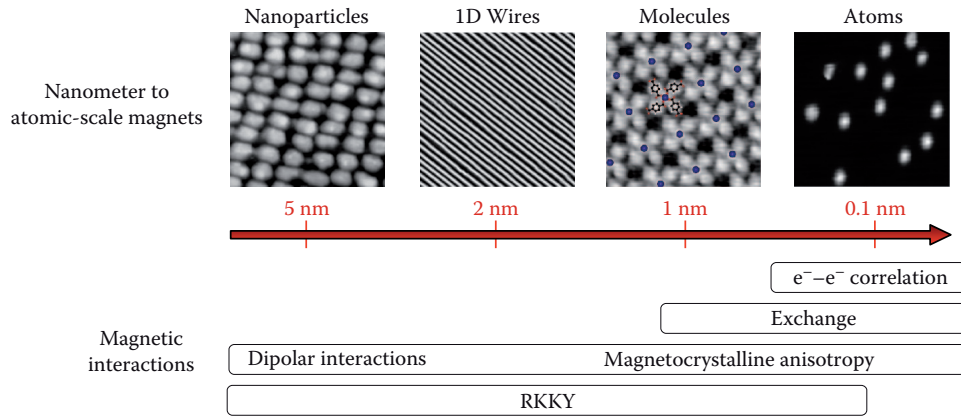 Nanoparticles
1D Wires
Molecules
Atoms
Nanometer to
atomic-scale magnets
5 nm
2 nm
1 nm
0.1 nm
e⁻–e⁻ correlation
Exchange
Magnetic
interactions
Dipolar interactions
Magnetocrystalline anisotropy
RKKY